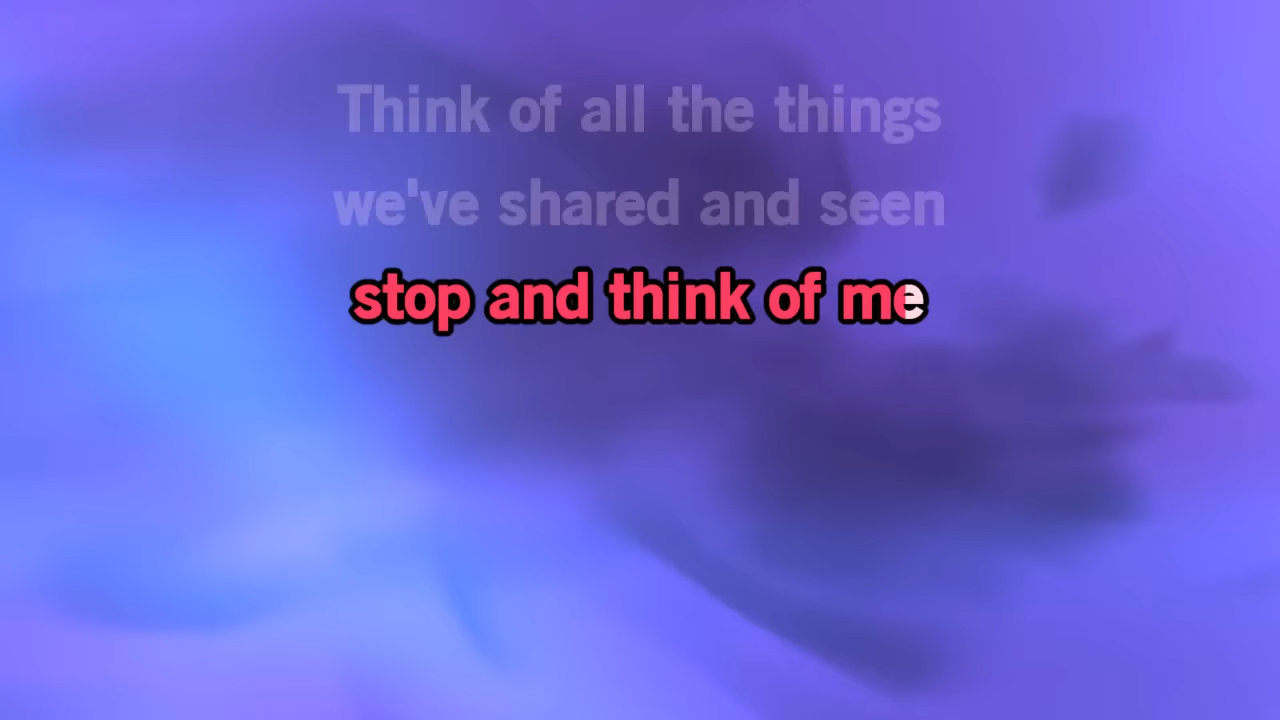 Think of all the things
we've shared and seen
stop and think of me